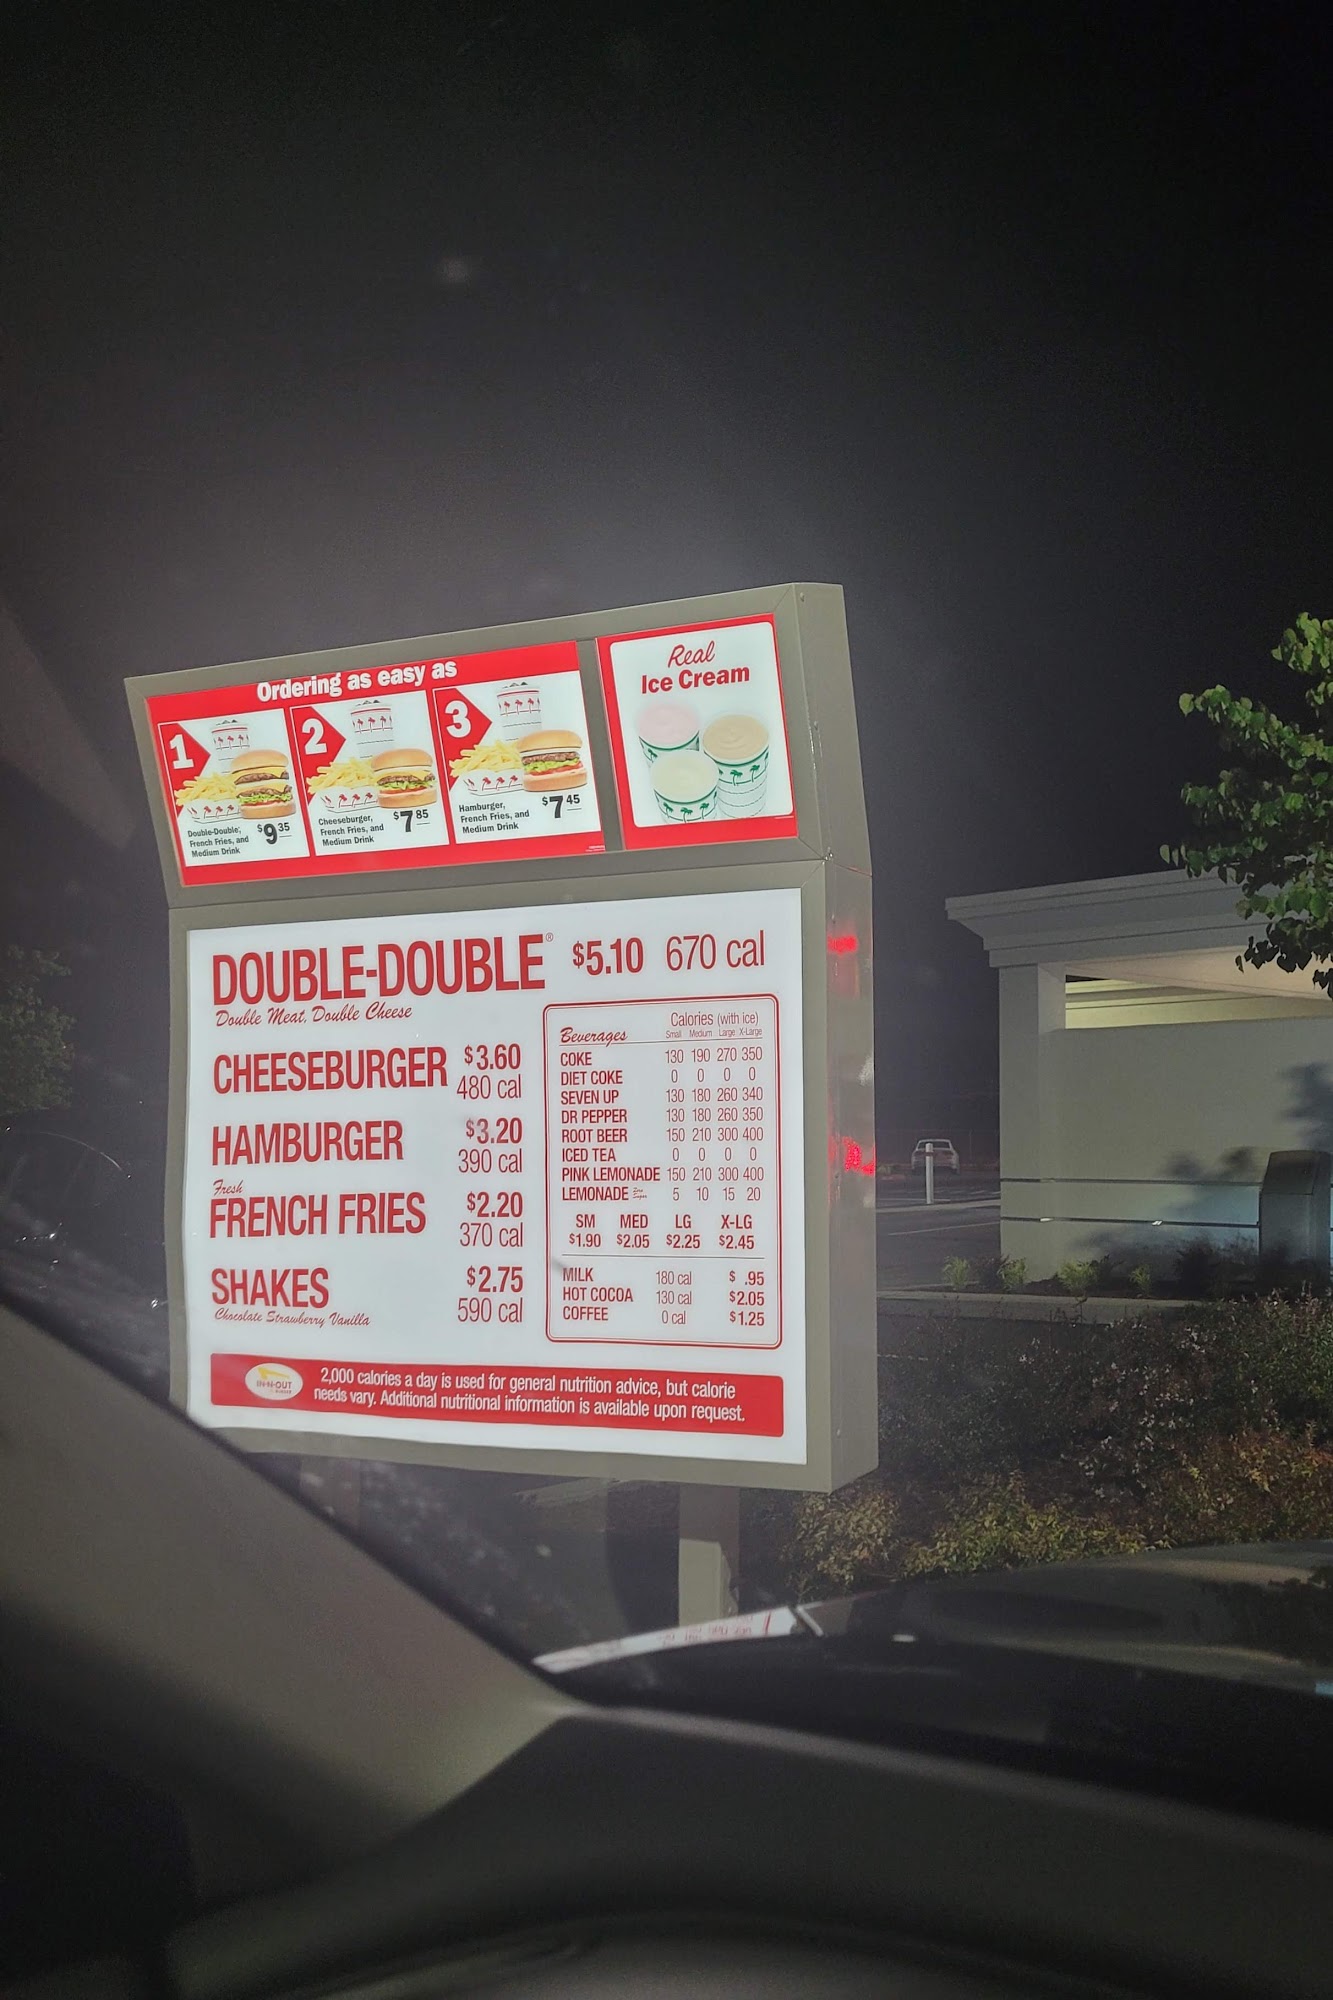 Ordering as easy as
1
Double-Double,
French Fries, and
Medium Drink
$9 35
2
Cheeseburger,
French Fries, and
Medium Drink
$7 85
3
Hamburger,
French Fries, and
Medium Drink
$7 45
Real
Ice Cream
DOUBLE-DOUBLE® $5.10 670 cal
Double Meat, Double Cheese
CHEESEBURGER $3.60
480 cal
HAMBURGER $3.20
390 cal
Fresh
FRENCH FRIES $2.20
370 cal
SHAKES $2.75
Chocolate Strawberry Vanilla 590 cal
Calories (with ice)
Beverages Small Medium Large X-Large
COKE 130 190 270 350
DIET COKE 0 0 0 0
SEVEN UP 130 180 260 340
DR PEPPER 130 180 260 350
ROOT BEER 150 210 300 400
ICED TEA 0 0 0 0
PINK LEMONADE 150 210 300 400
LEMONADE 5 10 15 20
SM MED LG X-LG
$1.90 $2.05 $2.25 $2.45
MILK 180 cal $ .95
HOT COCOA 130 cal $2.05
COFFEE 0 cal $1.25
IN-N-OUT
BURGER
2,000 calories a day is used for general nutrition advice, but calorie
needs vary. Additional nutritional information is available upon request.